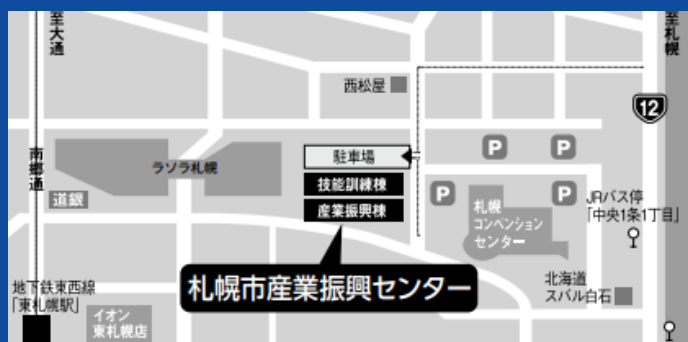 至大通
至札幌
西松屋
12
南郷通
ラソラ札幌
駐車場
技能訓練棟
産業振興棟
P
P
P
P
道銀
札幌
コンベンション
センター
JRバス停
「中央1条1丁目」
札幌市産業振興センター
地下鉄東西線
「東札幌駅」
イオン
東札幌店
北海道
スバル白石